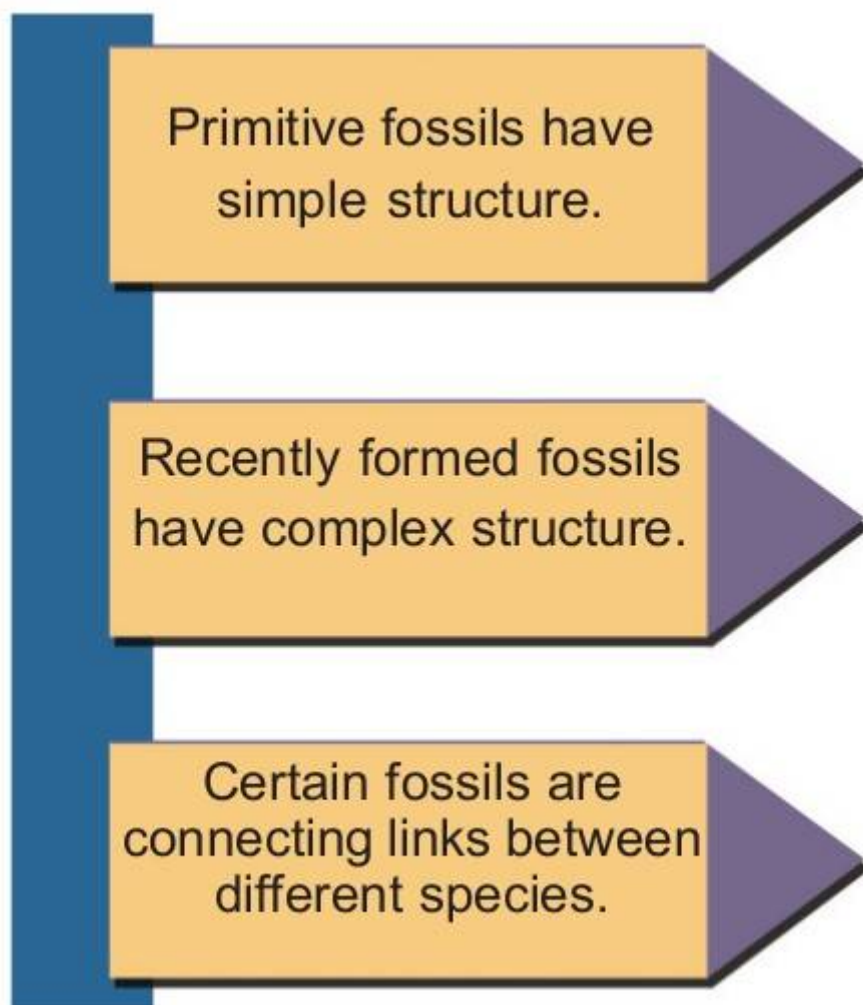 Primitive fossils have
simple structure.
Recently formed fossils
have complex structure.
Certain fossils are
connecting links between
different species.